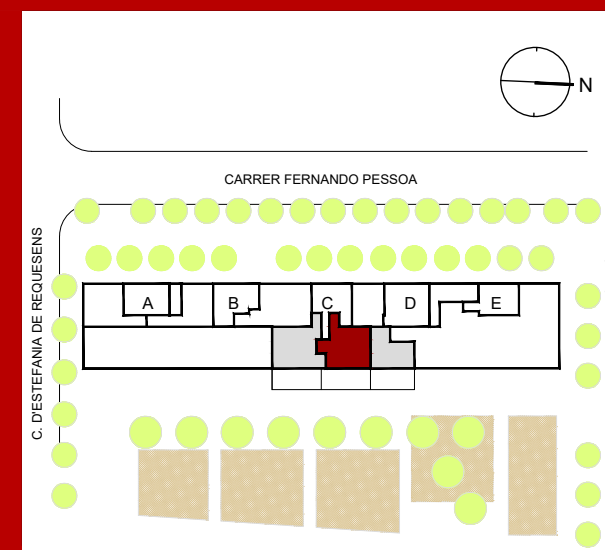 N
CARRER FERNANDO PESSOA
C. D'ESTEFANIA DE REQUESENS
A B C D E